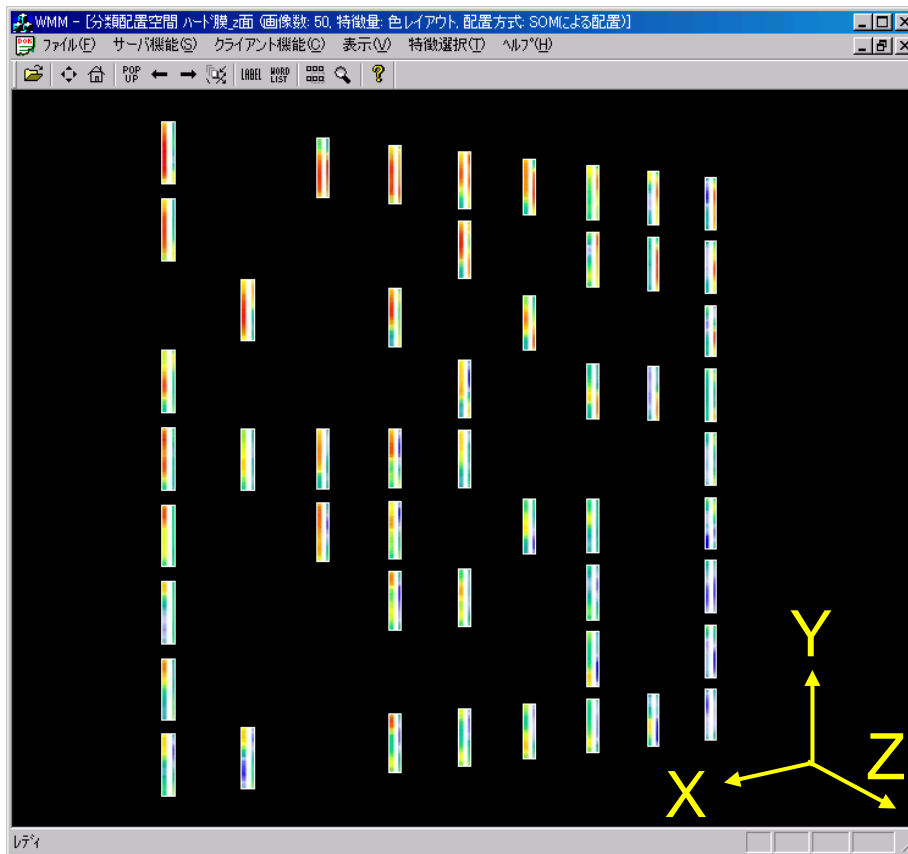 WMM - [分類配置空間 ハードﾞ膜_z面 (画像数: 50, 特徴量: 色レイアウト, 配置方式: SOMによる配置)]
ファイル(F) サーバ機能(S) クライアント機能(C) 表示(V) 特徴選択(T) ヘルプ(H)
POP UP LABEL WORD LIST
Y
Z
X
レディ